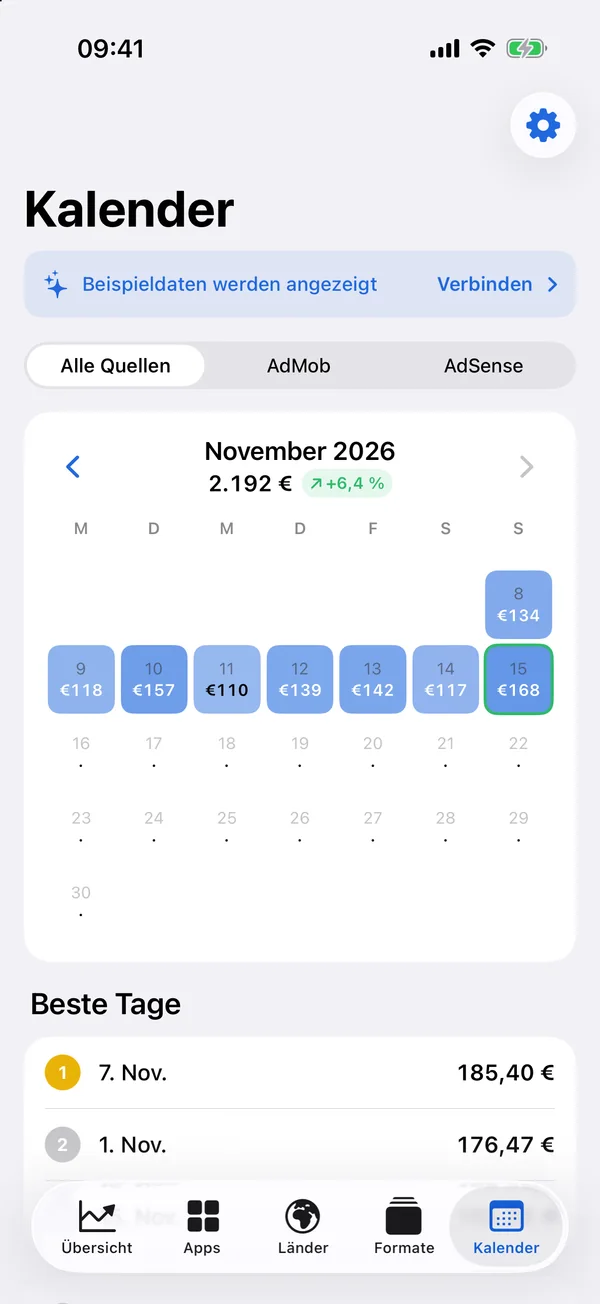 09:41
Kalender
Beispieldaten werden angezeigt Verbinden
Alle Quellen AdMob AdSense
November 2026
2.192 € +6,4 %
M D M D F S S
8
€134
9 10 11 12 13 14 15
€118 €157 €110 €139 €142 €117 €168
16 17 18 19 20 21 22
23 24 25 26 27 28 29
30
Beste Tage
1 7. Nov. 185,40 €
2 1. Nov. 176,47 €
Übersicht Apps Länder Formate Kalender